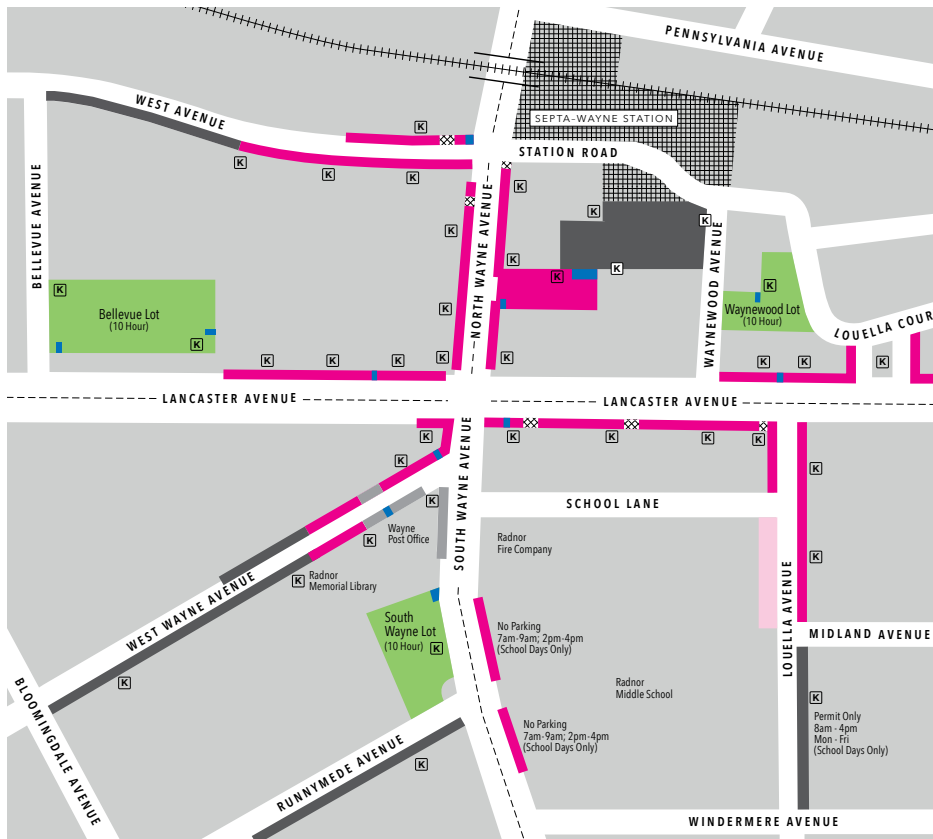 PENNSYLVANIA AVENUE
WEST AVENUE
K
SEPTA-WAYNE STATION
STATION ROAD
K
K
K
K
K
K
BELLEVUE AVENUE
NORTH WAYNE AVENUE
WAYNEWOOD AVENUE
K
K
K
K
K
K
K
Bellevue Lot
(10 Hour)
K
K
Waynewood Lot
(10 Hour)
LOUELLA COUR
K
K
K
K
K
K
K
K
LANCASTER AVENUE
LANCASTER AVENUE
K
K
K
K
K
K
K
SOUTH WAYNE AVENUE
SCHOOL LANE
K
Wayne
Post Office
K
Radnor
Fire Company
K
K
Radnor
Memorial Library
WEST WAYNE AVENUE
LOUELLA AVENUE
South
Wayne Lot
(10 Hour)
K
No Parking
7am-9am; 2pm-4pm
(School Days Only)
MIDLAND AVENUE
K
BLOOMINGDALE AVENUE
Radnor
Middle School
K
Permit Only
8am - 4pm
Mon - Fri
(School Days Only)
No Parking
7am-9am; 2pm-4pm
(School Days Only)
RUNNYMEDE AVENUE
K
WINDERMERE AVENUE